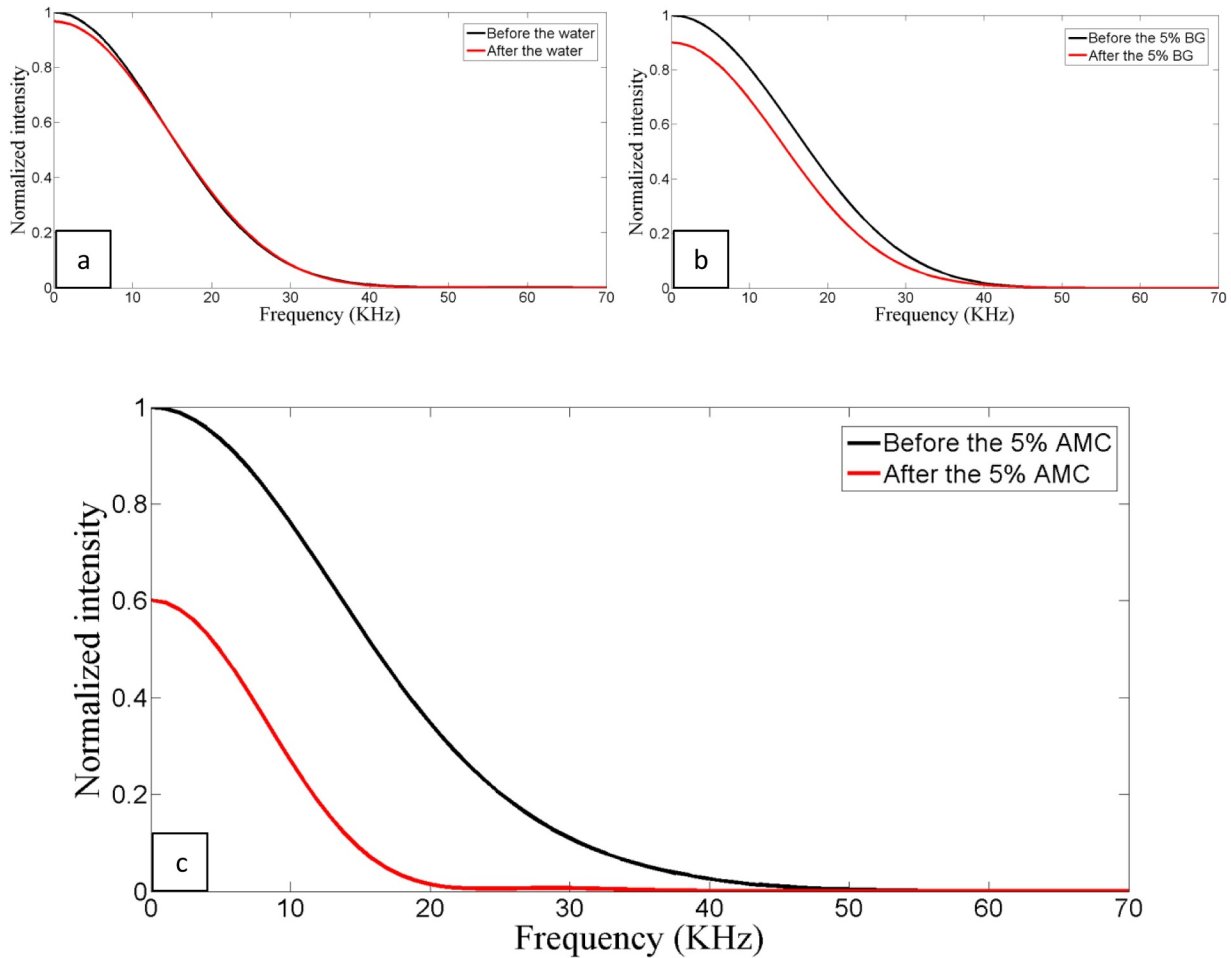 1
0.8
0.6
0.4
0.2
0
Normalized intensity
Before the water
After the water
a
0 10 20 30 40 50 60 70
Frequency (KHz)
1
0.8
0.6
0.4
0.2
0
Normalized intensity
Before the 5% BG
After the 5% BG
b
0 10 20 30 40 50 60 70
Frequency (KHz)
1
0.8
0.6
0.4
0.2
0
Normalized intensity
Before the 5% AMC
After the 5% AMC
c
0 10 20 30 40 50 60 70
Frequency (KHz)